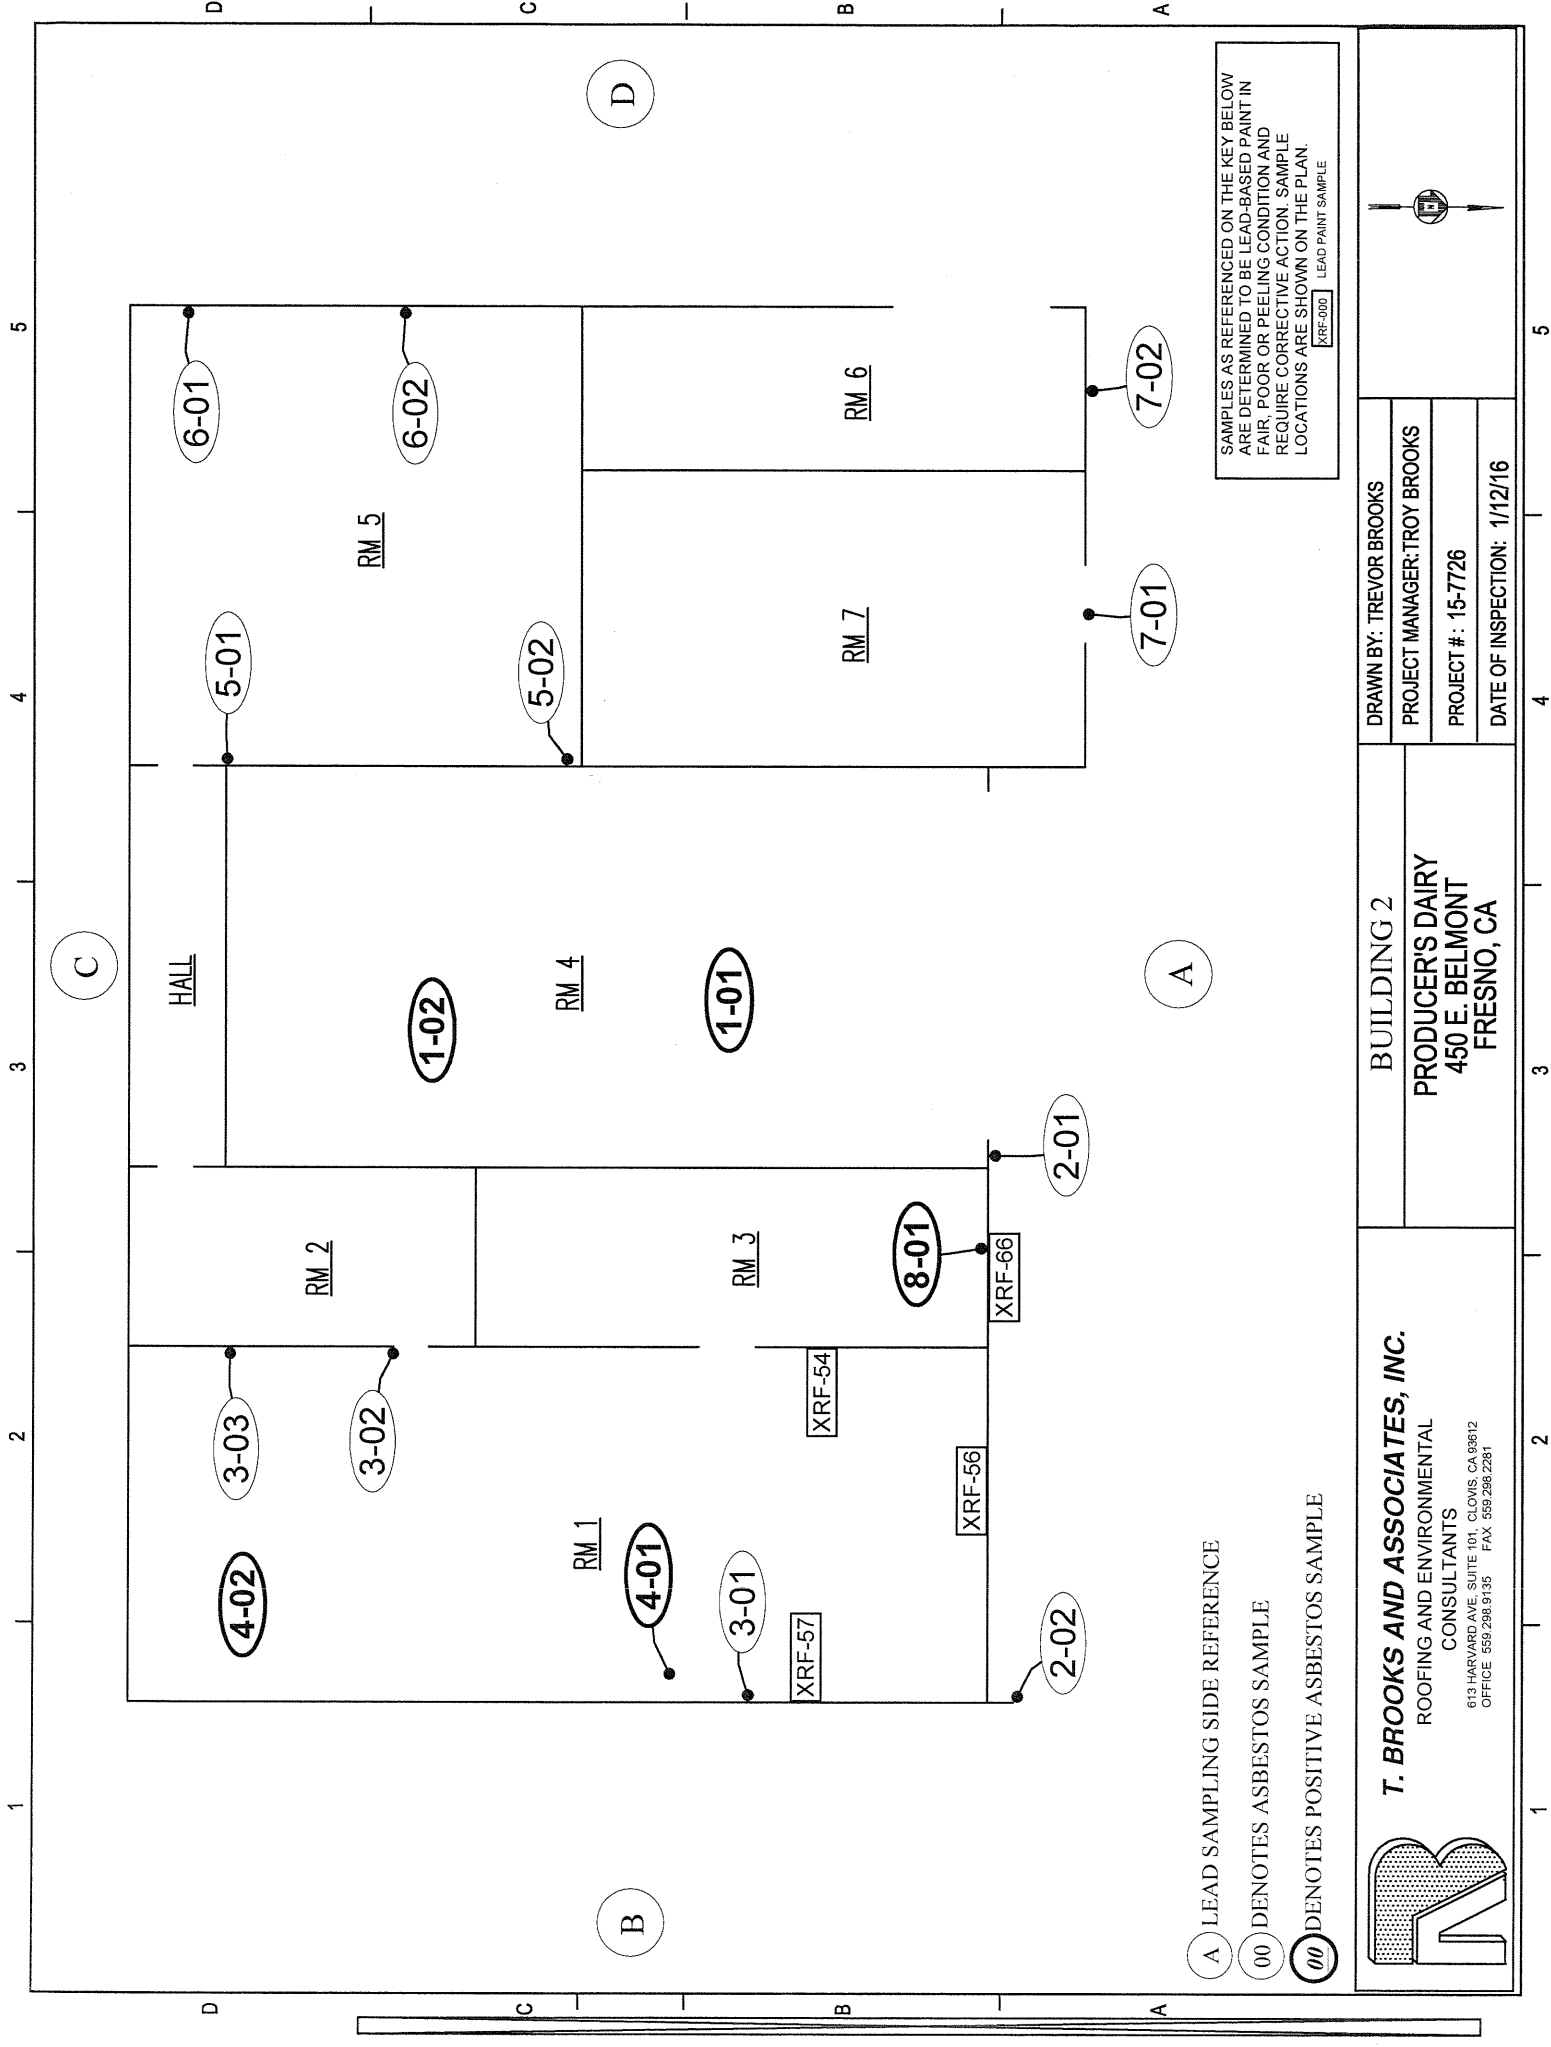 1
2
3
4
5
D
C
B
A
D
C
B
A
C
B
D
A
HALL
RM 1
RM 2
RM 3
RM 4
RM 5
RM 6
RM 7
4-02
3-03
3-02
4-01
3-01
2-02
1-02
1-01
8-01
2-01
5-01
5-02
6-01
6-02
7-01
7-02
XRF-57
XRF-56
XRF-54
XRF-66
A LEAD SAMPLING SIDE REFERENCE
00 DENOTES ASBESTOS SAMPLE
00 DENOTES POSITIVE ASBESTOS SAMPLE
SAMPLES AS REFERENCED ON THE KEY BELOW
ARE DETERMINED TO BE LEAD-BASED PAINT IN
FAIR, POOR OR PEELING CONDITION AND
REQUIRE CORRECTIVE ACTION. SAMPLE
LOCATIONS ARE SHOWN ON THE PLAN.
XRF-000 LEAD PAINT SAMPLE
T. BROOKS AND ASSOCIATES, INC.
ROOFING AND ENVIRONMENTAL
CONSULTANTS
613 HARVARD AVE, SUITE 101, CLOVIS, CA 93612
OFFICE 559.298.9135 FAX 559.298.2281
BUILDING 2
PRODUCER'S DAIRY
450 E. BELMONT
FRESNO, CA
DRAWN BY: TREVOR BROOKS
PROJECT MANAGER: TROY BROOKS
PROJECT # : 15-7726
DATE OF INSPECTION: 1/12/16
N
1
2
3
4
5